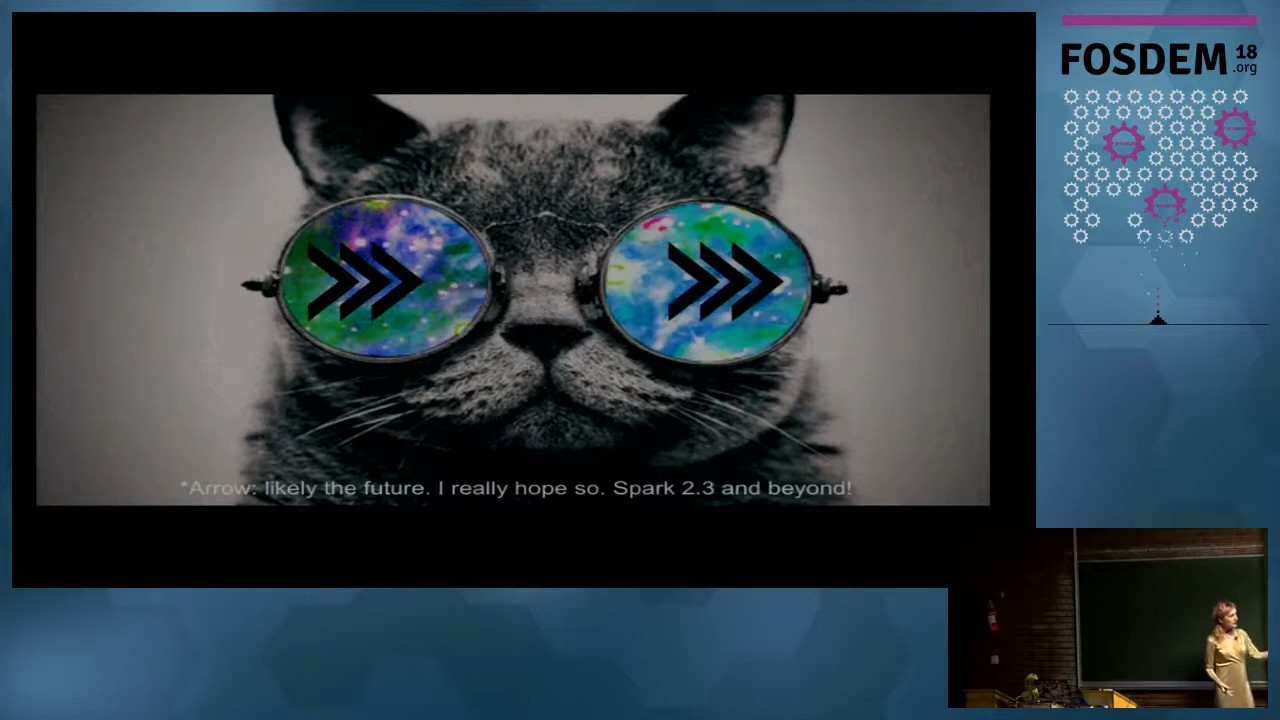 FOSDEM 18
.org
*Arrow: likely the future. I really hope so. Spark 2.3 and beyond!